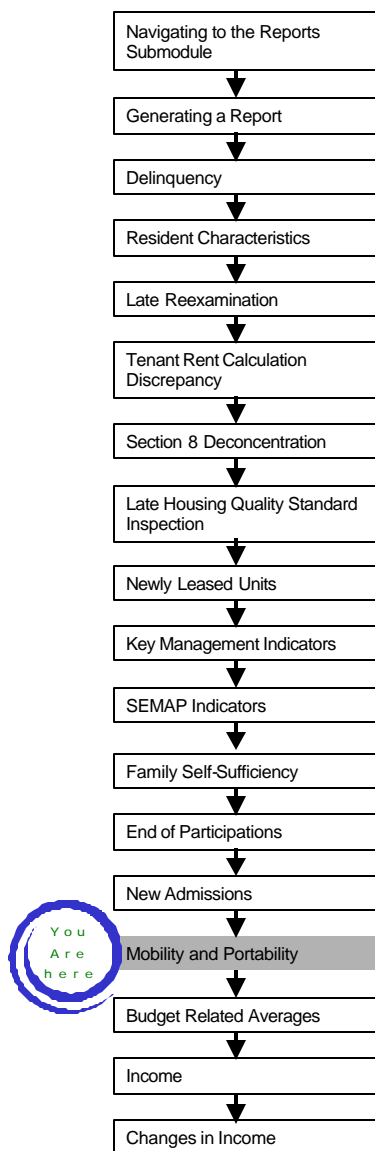 Navigating to the Reports
Submodule
Generating a Report
Delinquency
Resident Characteristics
Late Reexamination
Tenant Rent Calculation
Discrepancy
Section 8 Deconcentration
Late Housing Quality Standard
Inspection
Newly Leased Units
Key Management Indicators
SEMAP Indicators
Family Self-Sufficiency
End of Participations
New Admissions
You
Are
here
Mobility and Portability
Budget Related Averages
Income
Changes in Income